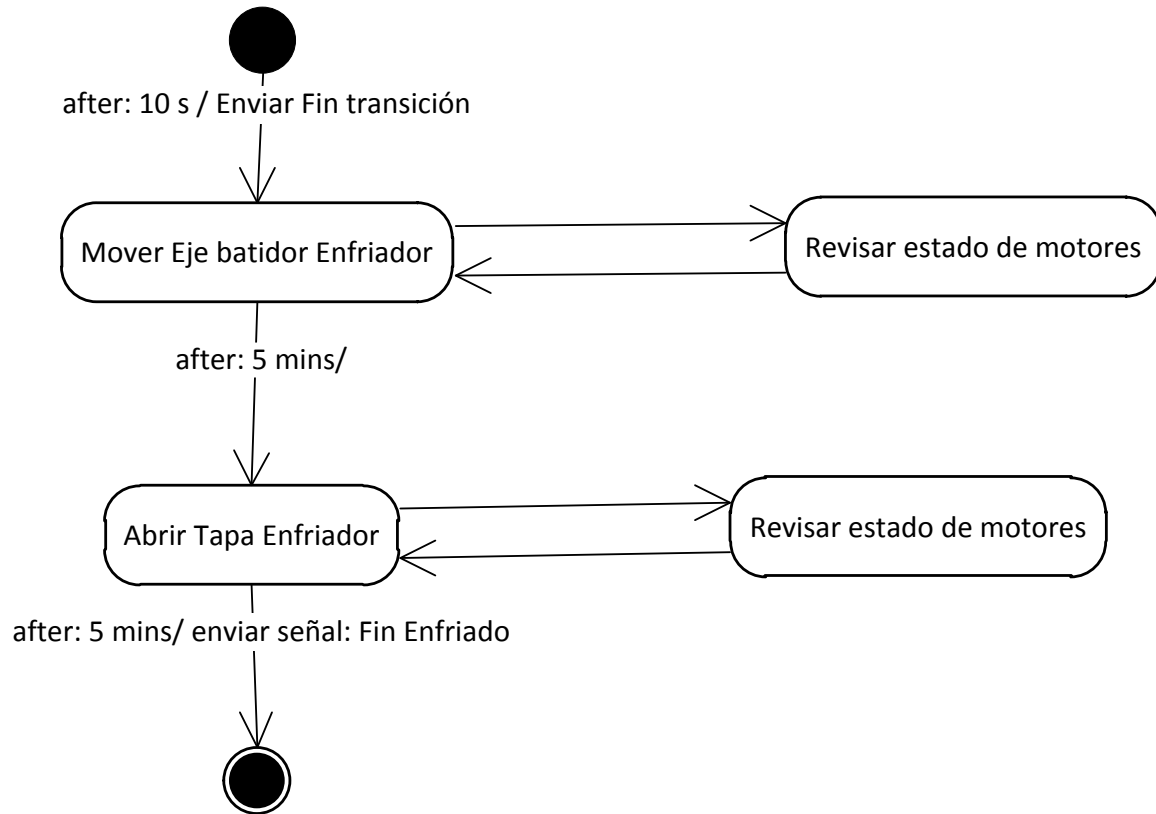 after: 10 s / Enviar Fin transición
Mover Eje batidor Enfriador
Revisar estado de motores
after: 5 mins/
Abrir Tapa Enfriador
Revisar estado de motores
after: 5 mins/ enviar señal: Fin Enfriado